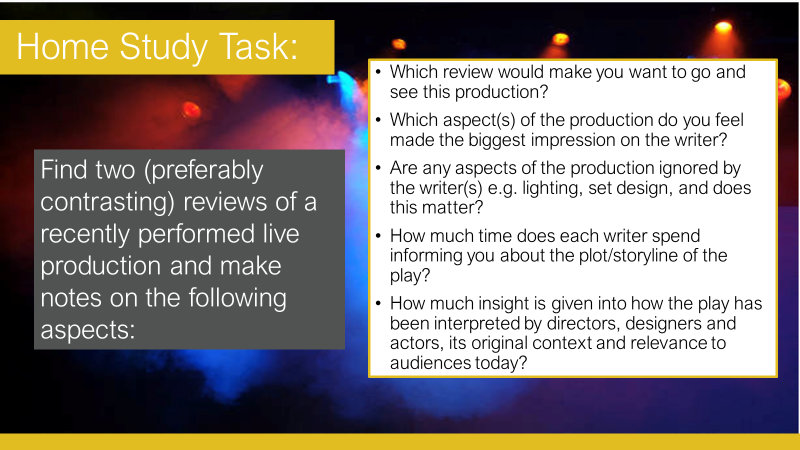 Home Study Task:
Find two (preferably
contrasting) reviews of a
recently performed live
production and make
notes on the following
aspects:
• Which review would make you want to go and
see this production?
• Which aspect(s) of the production do you feel
made the biggest impression on the writer?
• Are any aspects of the production ignored by
the writer(s) e.g. lighting, set design, and does
this matter?
• How much time does each writer spend
informing you about the plot/storyline of the
play?
• How much insight is given into how the play has
been interpreted by directors, designers and
actors, its original context and relevance to
audiences today?